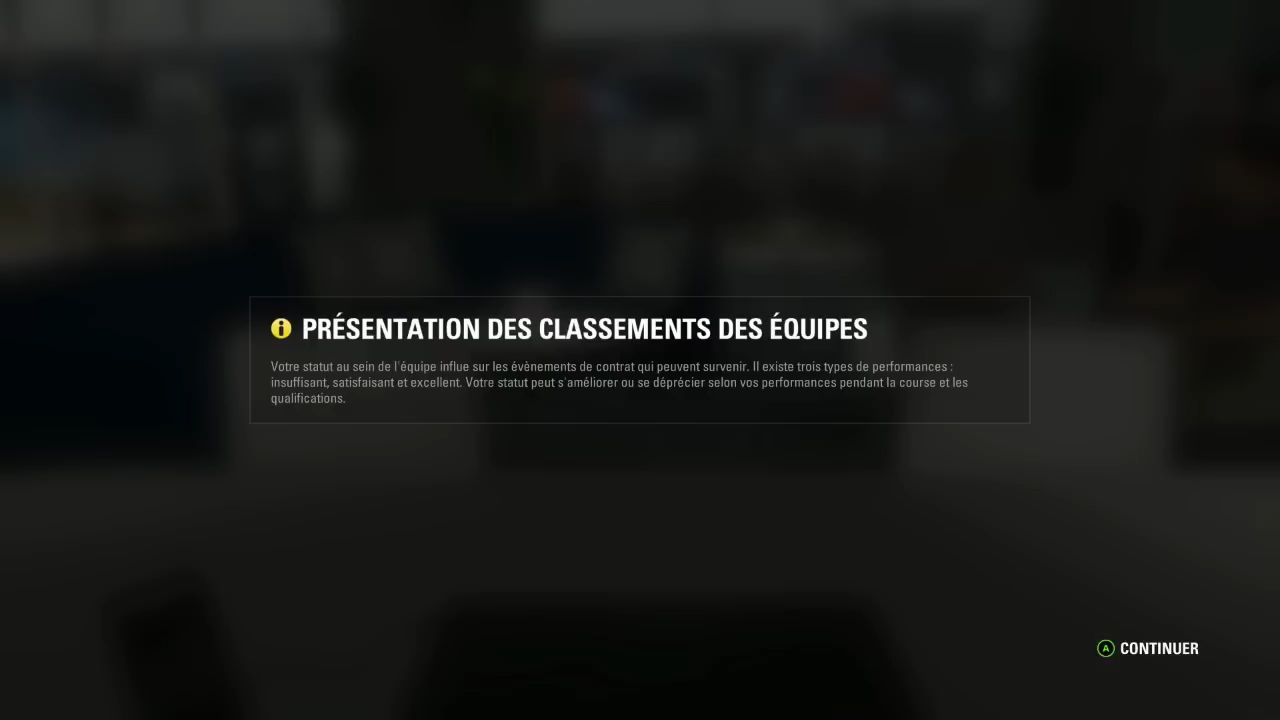 PRÉSENTATION DES CLASSEMENTS DES ÉQUIPES
Votre statut au sein de l'équipe influe sur les évènements de contrat qui peuvent survenir. Il existe trois types de performances :
insuffisant, satisfaisant et excellent. Votre statut peut s'améliorer ou se déprécier selon vos performances pendant la course et les
qualifications.
A CONTINUER